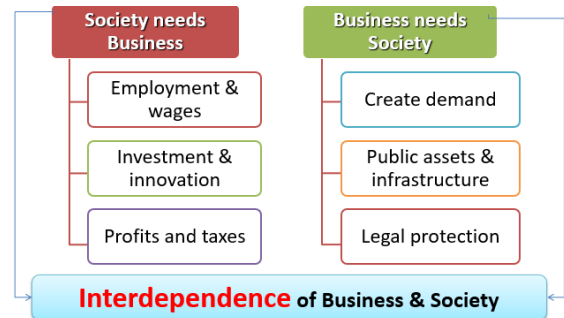 Society needs
Business
Employment &
wages
Investment &
innovation
Profits and taxes
Business needs
Society
Create demand
Public assets &
infrastructure
Legal protection
Interdependence of Business & Society